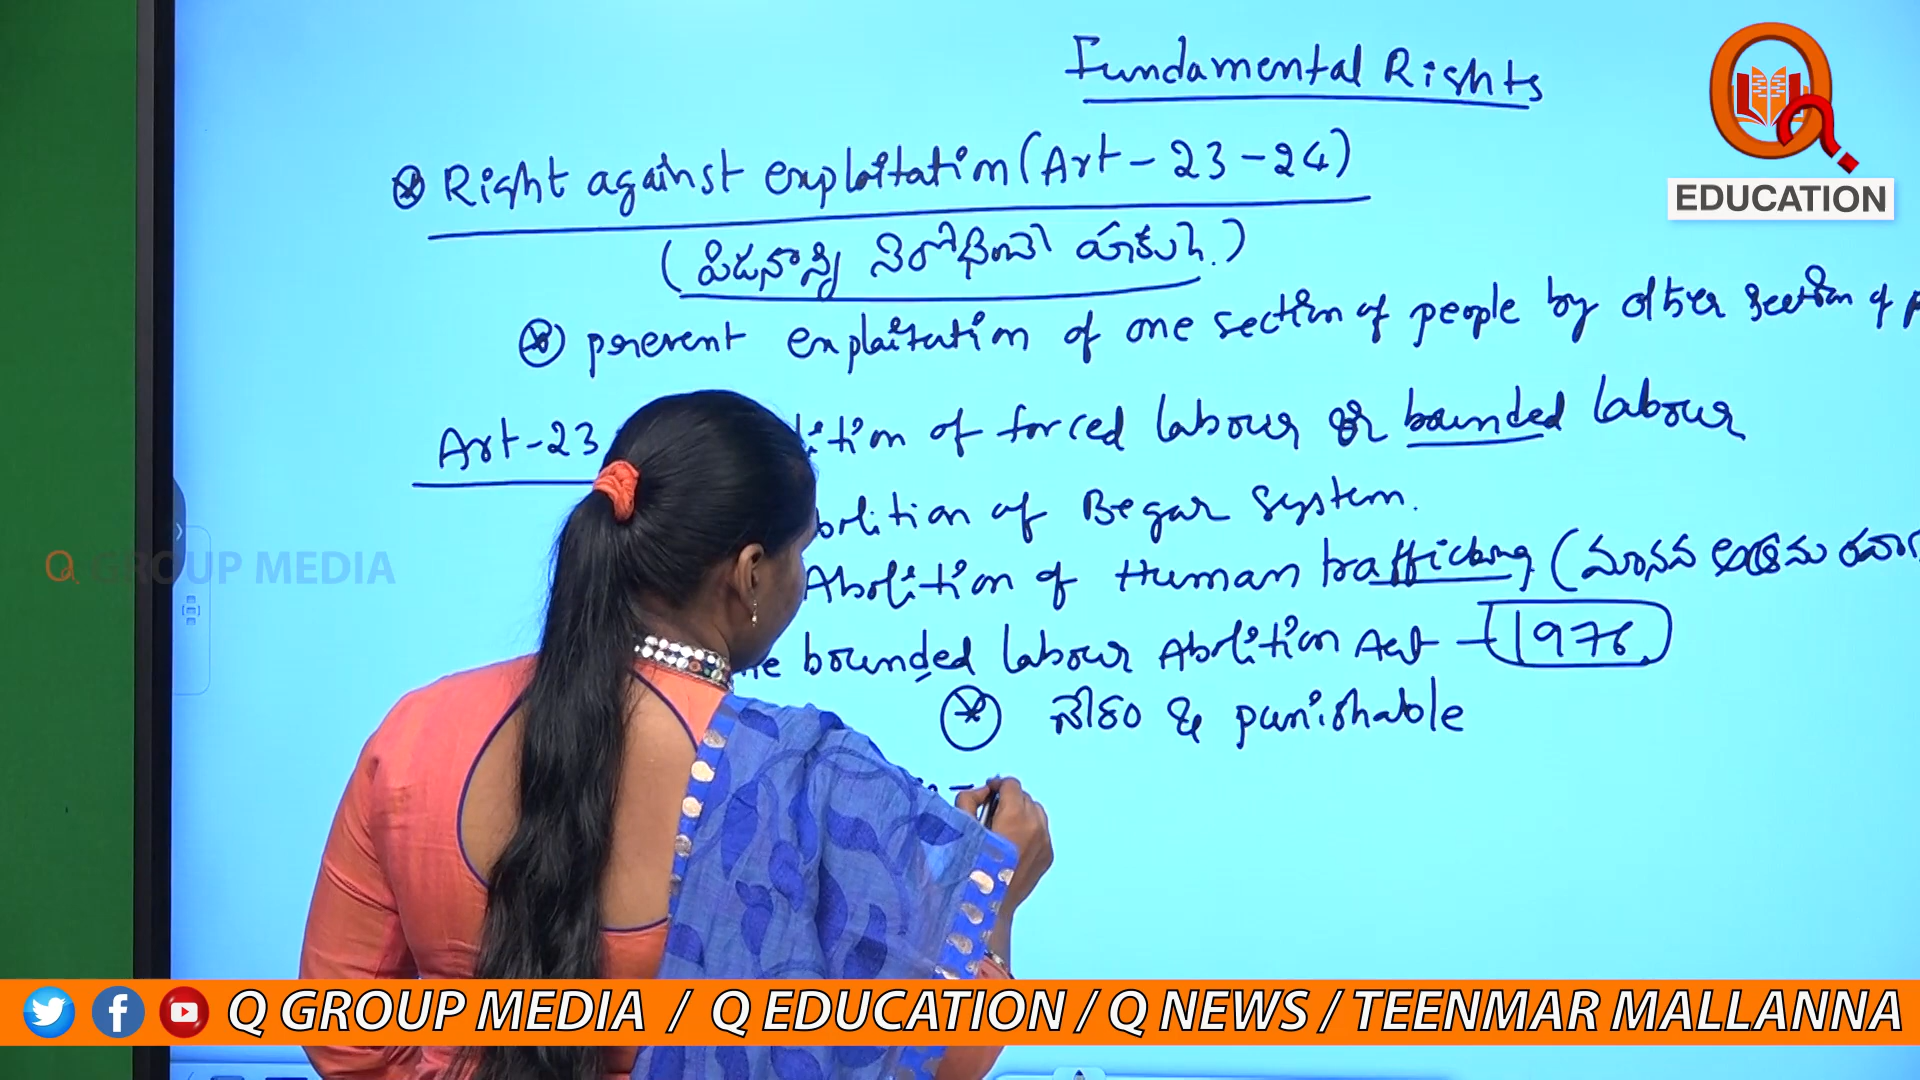 Fundamental Rights
Right against exploitation (Art - 23 - 24)
(పిడనాన్ని నిరోధించే హక్కు.)
prevent exploitation of one section of people by other section of p
Art-23 lition of forced labour or bounded labour
bolition of Begar System.
Abolition of Human trafficking (మానవ
bounded labour Abolition Act - 1976.
నేరం & punishable
Q
EDUCATION
Q GROUP MEDIA
Q GROUP MEDIA / Q EDUCATION / Q NEWS / TEENMAR MALLANNA